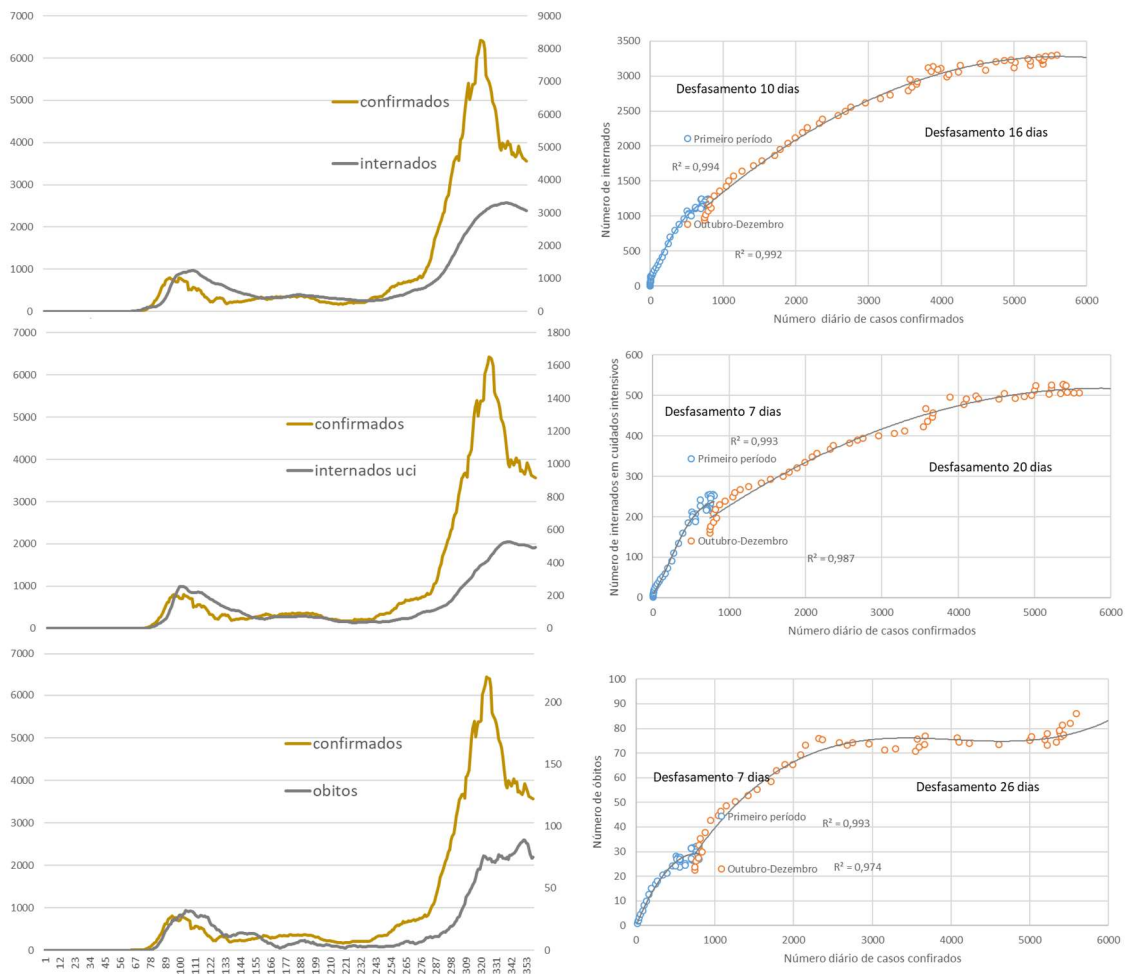 7000
6000
5000
4000
3000
2000
1000
0
9000
8000
7000
6000
5000
4000
3000
2000
1000
0
confirmados
internados
3500
3000
2500
2000
1500
1000
500
0
0 1000 2000 3000 4000 5000 6000
Número de internados
Número diário de casos confirmados
Desfasamento 10 dias
Desfasamento 16 dias
Primeiro período
R² = 0,994
Outubro-Dezembro
R² = 0,992
7000
6000
5000
4000
3000
2000
1000
0
1800
1600
1400
1200
1000
800
600
400
200
0
confirmados
internados uci
600
500
400
300
200
100
0
0 1000 2000 3000 4000 5000 6000
Número de internados em cuidados intensivos
Número diário de casos confirmados
Desfasamento 7 dias
R² = 0,993
Primeiro período
Desfasamento 20 dias
Outubro-Dezembro
R² = 0,987
7000
6000
5000
4000
3000
2000
1000
0
200
150
100
50
0
confirmados
obitos
1 12 23 34 45 56 67 78 89 100 111 122 133 144 155 166 177 188 199 210 221 232 243 254 265 276 287 298 309 320 331 342 353
100
90
80
70
60
50
40
30
20
10
0
0 1000 2000 3000 4000 5000 6000
Número de óbitos
Número diário de casos confirados
Desfasamento 7 dias
Desfasamento 26 dias
Primeiro período
R² = 0,993
Outubro-Dezembro
R² = 0,974